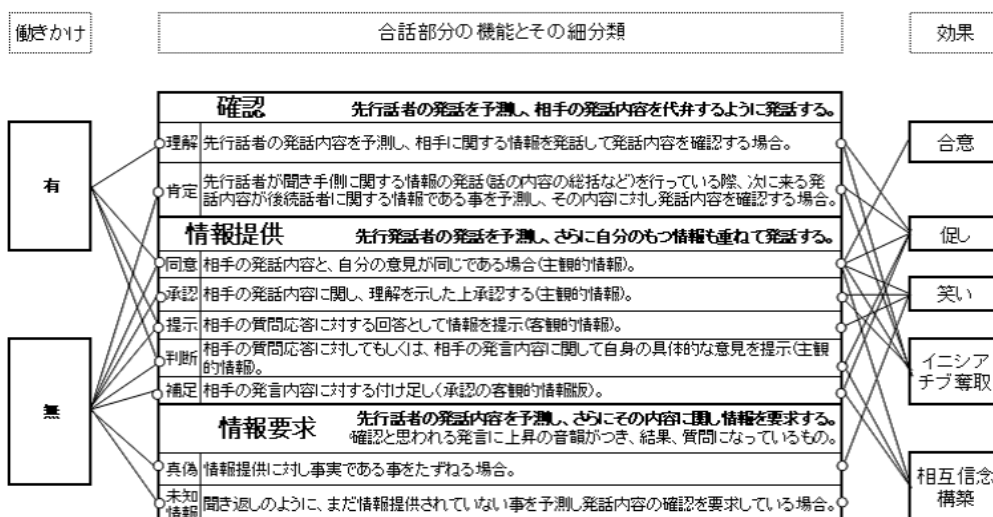 働きかけ
合話部分の機能とその細分類
効果
確認 先行話者の発話を予測し、相手の発話内容を代弁するように発話する。
理解 先行話者の発話内容を予測し、相手に関する情報を発話して発話内容を確認する場合。
肯定 先行話者が聞き手側に関する情報の発話(話の内容の総括など)を行っている際、次に来る発
話内容が後続話者に関する情報である事を予測し、その内容に対し発話内容を確認する場合。
情報提供 先行発話者の発話を予測し、さらに自分のもつ情報も重ねて発話する。
同意 相手の発話内容と、自分の意見が同じである場合(主観的情報)。
承認 相手の発話内容に関し、理解を示した上承認する(主観的情報)。
提示 相手の質問応答に対する回答として情報を提示(客観的情報)。
判断 相手の質問応答に対してもしくは、相手の発言内容に関して自身の具体的な意見を提示(主観
的情報)。
補足 相手の発言内容に対する付け足し(承認の客観的情報版)。
情報要求 先行話者の発話内容を予測し、さらにその内容に関し情報を要求する。
確認と思われる発言に上昇の音韻がつき、結果、質問になっているもの。
真偽 情報提供に対し事実である事をたずねる場合。
未知
情報 聞き返しのように、まだ情報提供されていない事を予測し発話内容の確認を要求している場合。
有
無
合意
促し
笑い
イニシア
チブ奪取
相互信念
構築